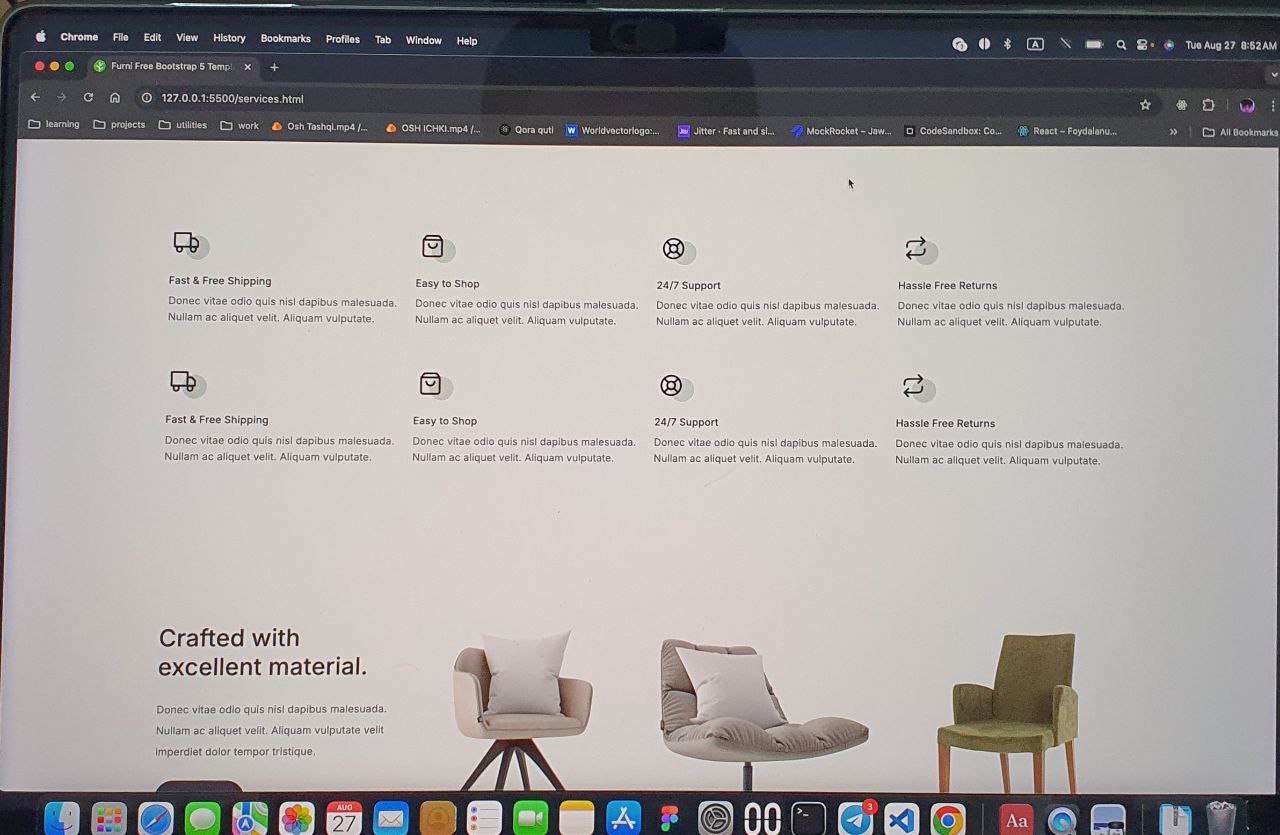 Chrome File Edit View History Bookmarks Profiles Tab Window Help A Tue Aug 27 8:52 AM
Furni Free Bootstrap 5 Templ
127.0.0.1:5500/services.html
learning projects utilities work Osh Tashqi.mp4 /... OSH ICHKI.mp4 /... Qora quti W Worldvectorlogo:... Jitter · Fast and si... MockRocket – Jaw... CodeSandbox: Co... React – Foydalanu... » All Bookmarks
Fast & Free Shipping
Donec vitae odio quis nisl dapibus malesuada.
Nullam ac aliquet velit. Aliquam vulputate.
Easy to Shop
Donec vitae odio quis nisl dapibus malesuada.
Nullam ac aliquet velit. Aliquam vulputate.
24/7 Support
Donec vitae odio quis nisl dapibus malesuada.
Nullam ac aliquet velit. Aliquam vulputate.
Hassle Free Returns
Donec vitae odio quis nisl dapibus malesuada.
Nullam ac aliquet velit. Aliquam vulputate.
Fast & Free Shipping
Donec vitae odio quis nisl dapibus malesuada.
Nullam ac aliquet velit. Aliquam vulputate.
Easy to Shop
Donec vitae odio quis nisl dapibus malesuada.
Nullam ac aliquet velit. Aliquam vulputate.
24/7 Support
Donec vitae odio quis nisl dapibus malesuada.
Nullam ac aliquet velit. Aliquam vulputate.
Hassle Free Returns
Donec vitae odio quis nisl dapibus malesuada.
Nullam ac aliquet velit. Aliquam vulputate.
Crafted with
excellent material.
Donec vitae odio quis nisl dapibus malesuada.
Nullam ac aliquet velit. Aliquam vulputate velit
imperdiet dolor tempor tristique.
AUG
27
00
3
Aa